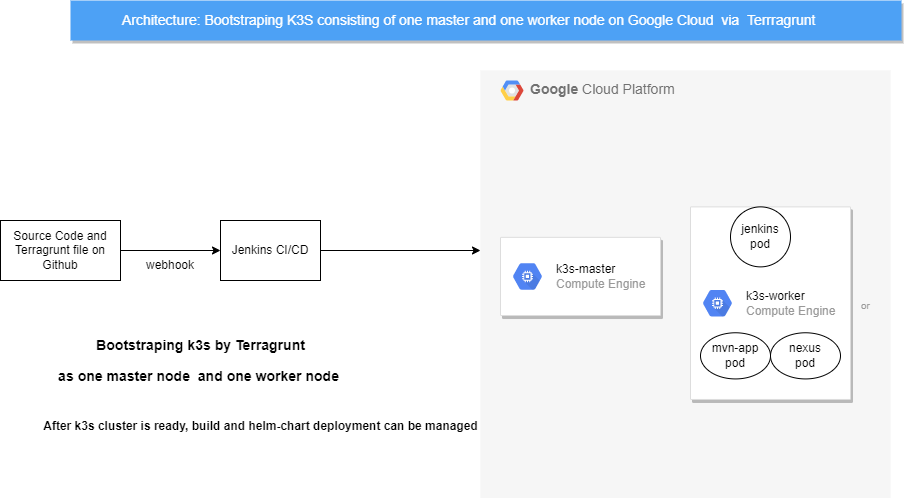 Architecture: Bootstraping K3S consisting of one master and one worker node on Google Cloud via Terrragrunt
Google Cloud Platform
Source Code and
Terragrunt file on
Github
webhook
Jenkins CI/CD
k3s-master
Compute Engine
jenkins
pod
k3s-worker
Compute Engine
or
mvn-app
pod
nexus
pod
Bootstraping k3s by Terragrunt
as one master node and one worker node
After k3s cluster is ready, build and helm-chart deployment can be managed